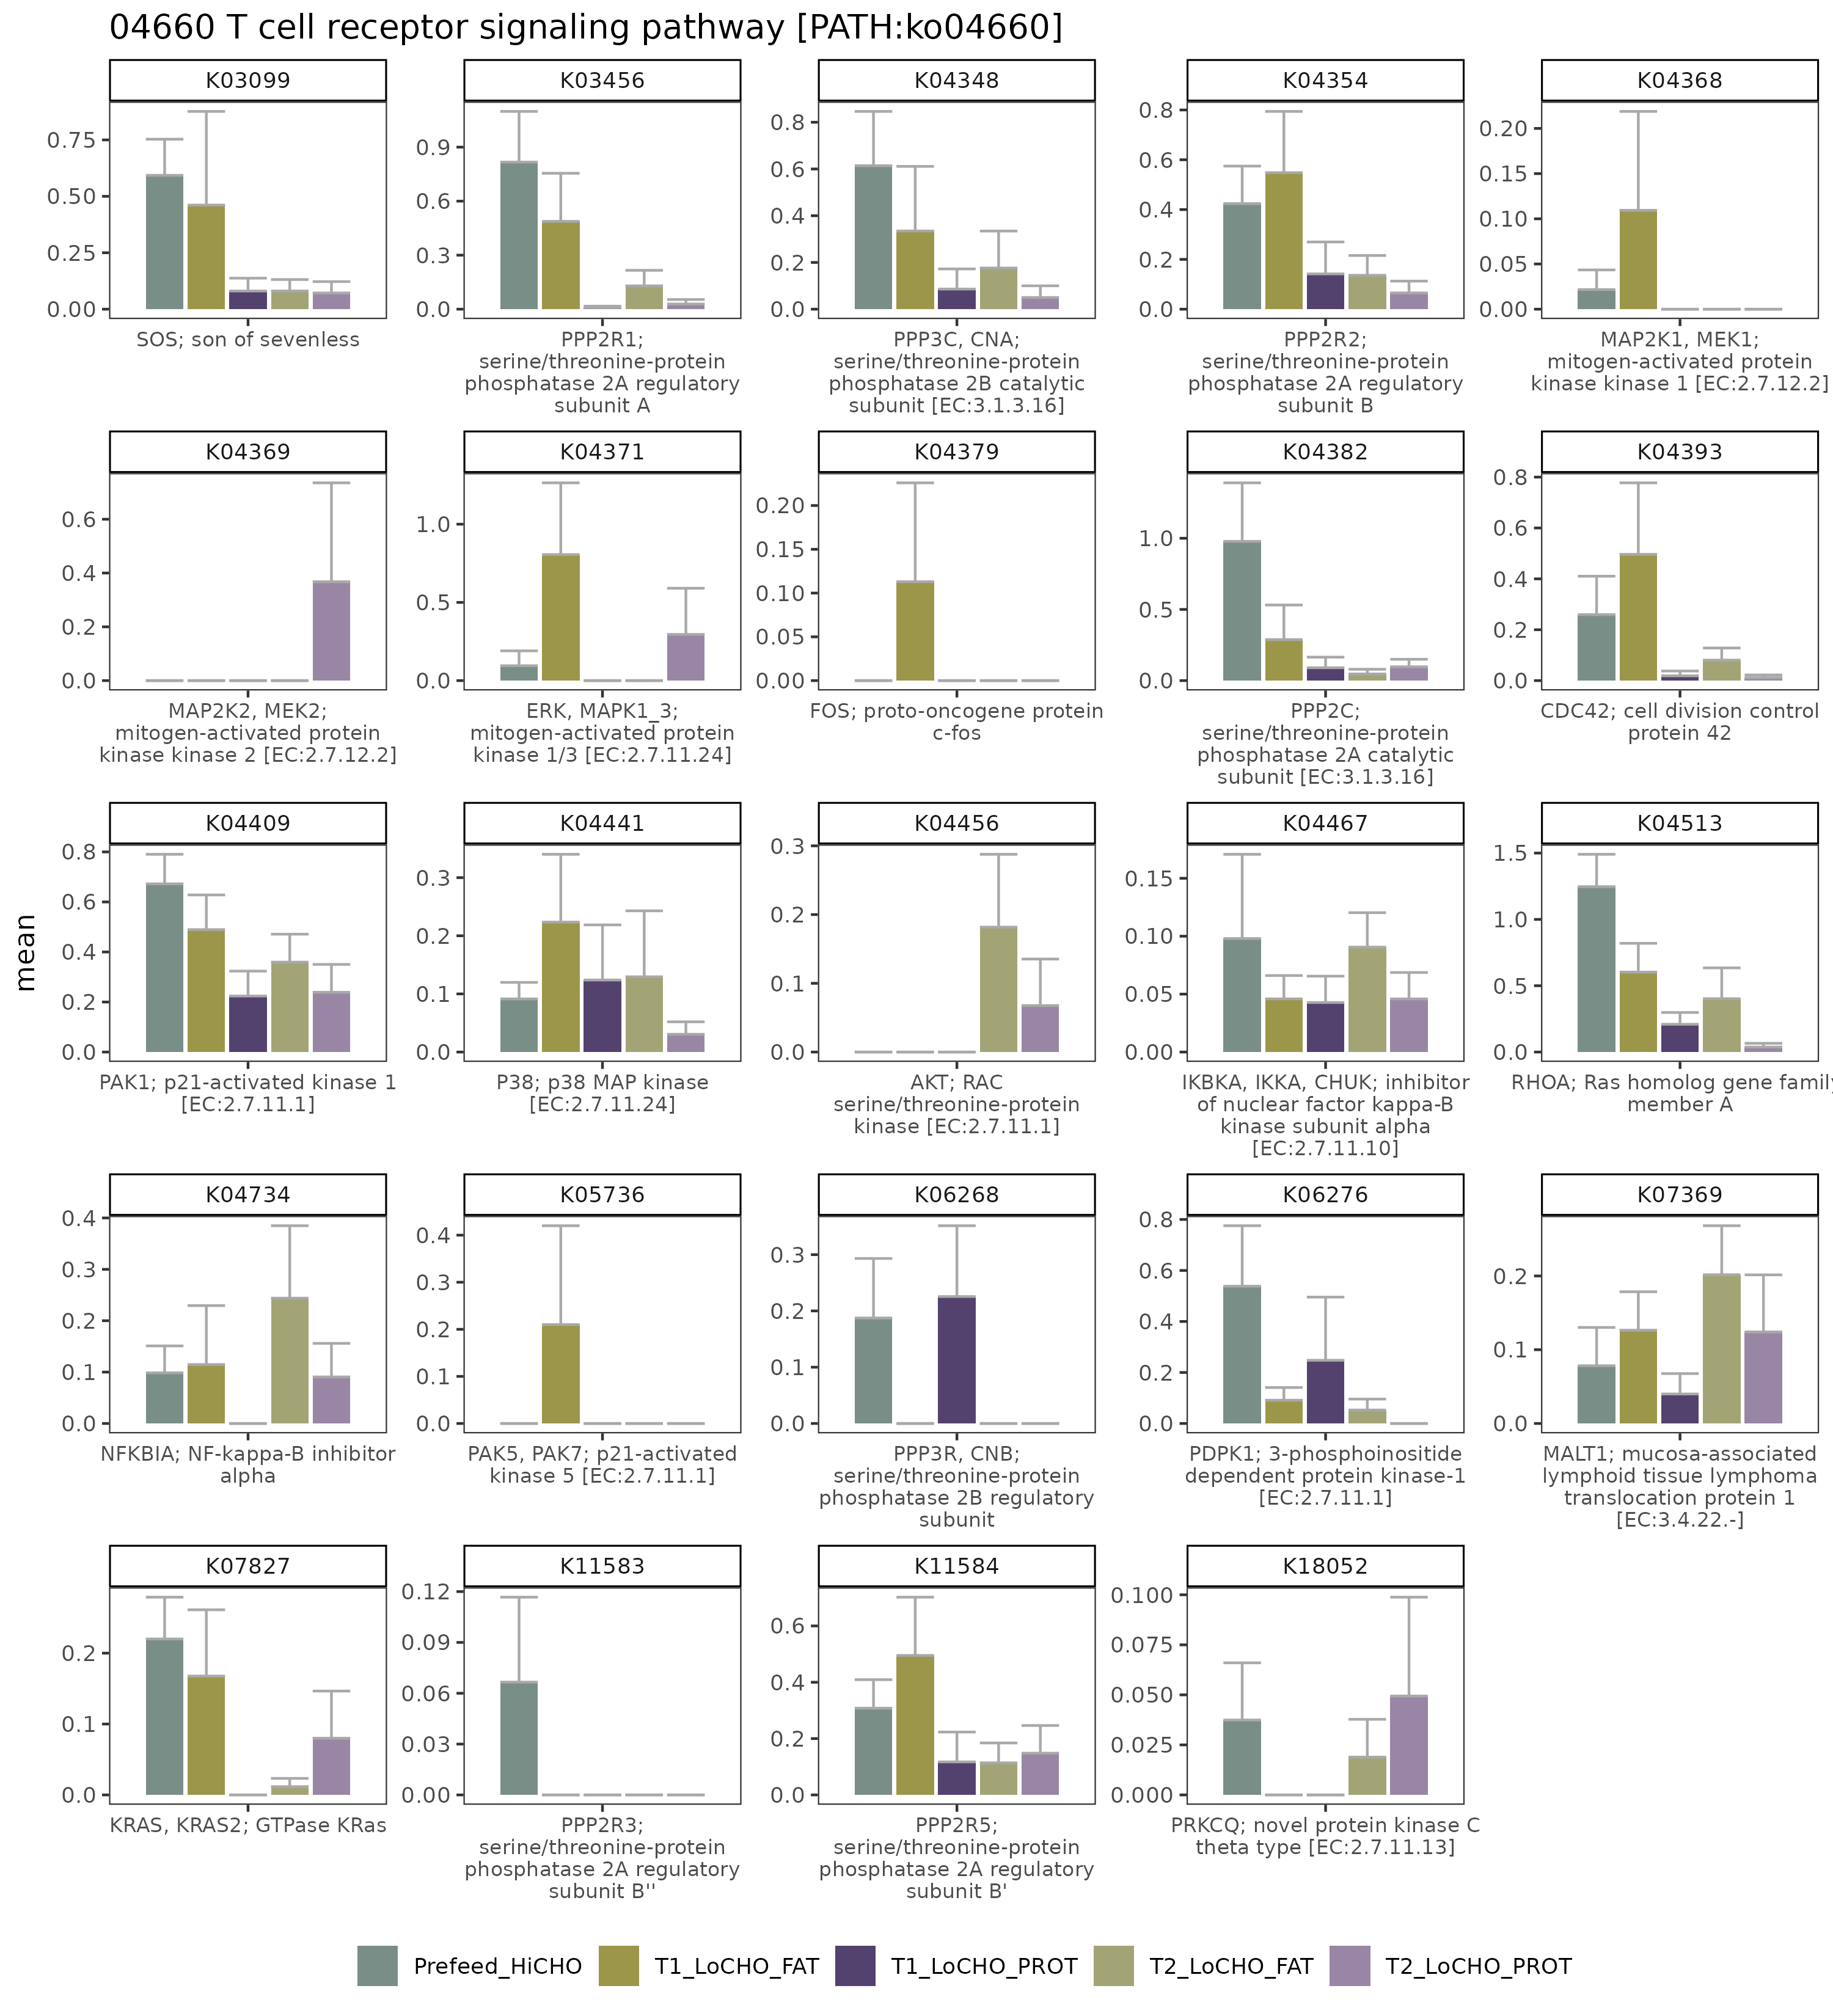 04660 T cell receptor signaling pathway [PATH:ko04660]
mean
K03099
0.75
0.50
0.25
0.00
SOS; son of sevenless
K03456
0.9
0.6
0.3
0.0
PPP2R1;
serine/threonine-protein
phosphatase 2A regulatory
subunit A
K04348
0.8
0.6
0.4
0.2
0.0
PPP3C, CNA;
serine/threonine-protein
phosphatase 2B catalytic
subunit [EC:3.1.3.16]
K04354
0.8
0.6
0.4
0.2
0.0
PPP2R2;
serine/threonine-protein
phosphatase 2A regulatory
subunit B
K04368
0.20
0.15
0.10
0.05
0.00
MAP2K1, MEK1;
mitogen-activated protein
kinase kinase 1 [EC:2.7.12.2]
K04369
0.6
0.4
0.2
0.0
MAP2K2, MEK2;
mitogen-activated protein
kinase kinase 2 [EC:2.7.12.2]
K04371
1.0
0.5
0.0
ERK, MAPK1_3;
mitogen-activated protein
kinase 1/3 [EC:2.7.11.24]
K04379
0.20
0.15
0.10
0.05
0.00
FOS; proto-oncogene protein
c-fos
K04382
1.0
0.5
0.0
PPP2C;
serine/threonine-protein
phosphatase 2A catalytic
subunit [EC:3.1.3.16]
K04393
0.8
0.6
0.4
0.2
0.0
CDC42; cell division control
protein 42
K04409
0.8
0.6
0.4
0.2
0.0
PAK1; p21-activated kinase 1
[EC:2.7.11.1]
K04441
0.3
0.2
0.1
0.0
P38; p38 MAP kinase
[EC:2.7.11.24]
K04456
0.3
0.2
0.1
0.0
AKT; RAC
serine/threonine-protein
kinase [EC:2.7.11.1]
K04467
0.15
0.10
0.05
0.00
IKBKA, IKKA, CHUK; inhibitor
of nuclear factor kappa-B
kinase subunit alpha
[EC:2.7.11.10]
K04513
1.5
1.0
0.5
0.0
RHOA; Ras homolog gene family
member A
K04734
0.4
0.3
0.2
0.1
0.0
NFKBIA; NF-kappa-B inhibitor
alpha
K05736
0.4
0.3
0.2
0.1
0.0
PAK5, PAK7; p21-activated
kinase 5 [EC:2.7.11.1]
K06268
0.3
0.2
0.1
0.0
PPP3R, CNB;
serine/threonine-protein
phosphatase 2B regulatory
subunit
K06276
0.8
0.6
0.4
0.2
0.0
PDPK1; 3-phosphoinositide
dependent protein kinase-1
[EC:2.7.11.1]
K07369
0.2
0.1
0.0
MALT1; mucosa-associated
lymphoid tissue lymphoma
translocation protein 1
[EC:3.4.22.-]
K07827
0.2
0.1
0.0
KRAS, KRAS2; GTPase KRas
K11583
0.12
0.09
0.06
0.03
0.00
PPP2R3;
serine/threonine-protein
phosphatase 2A regulatory
subunit B''
K11584
0.6
0.4
0.2
0.0
PPP2R5;
serine/threonine-protein
phosphatase 2A regulatory
subunit B'
K18052
0.100
0.075
0.050
0.025
0.000
PRKCQ; novel protein kinase C
theta type [EC:2.7.11.13]
Prefeed_HiCHO T1_LoCHO_FAT T1_LoCHO_PROT T2_LoCHO_FAT T2_LoCHO_PROT